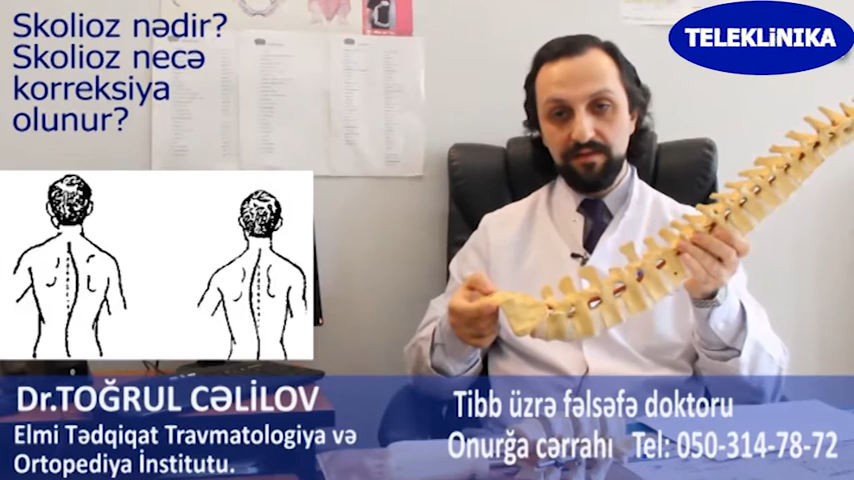 Skolioz nədir?
Skolioz necə
korreksiya
olunur?
TELEKLİNİKA
Dr.TOĞRUL CƏLİLOV
Elmi Tədqiqat Travmatologiya və
Ortopediya İnstitutu.
Tibb üzrə fəlsəfə doktoru
Onurğa cərrahı Tel: 050-314-78-72